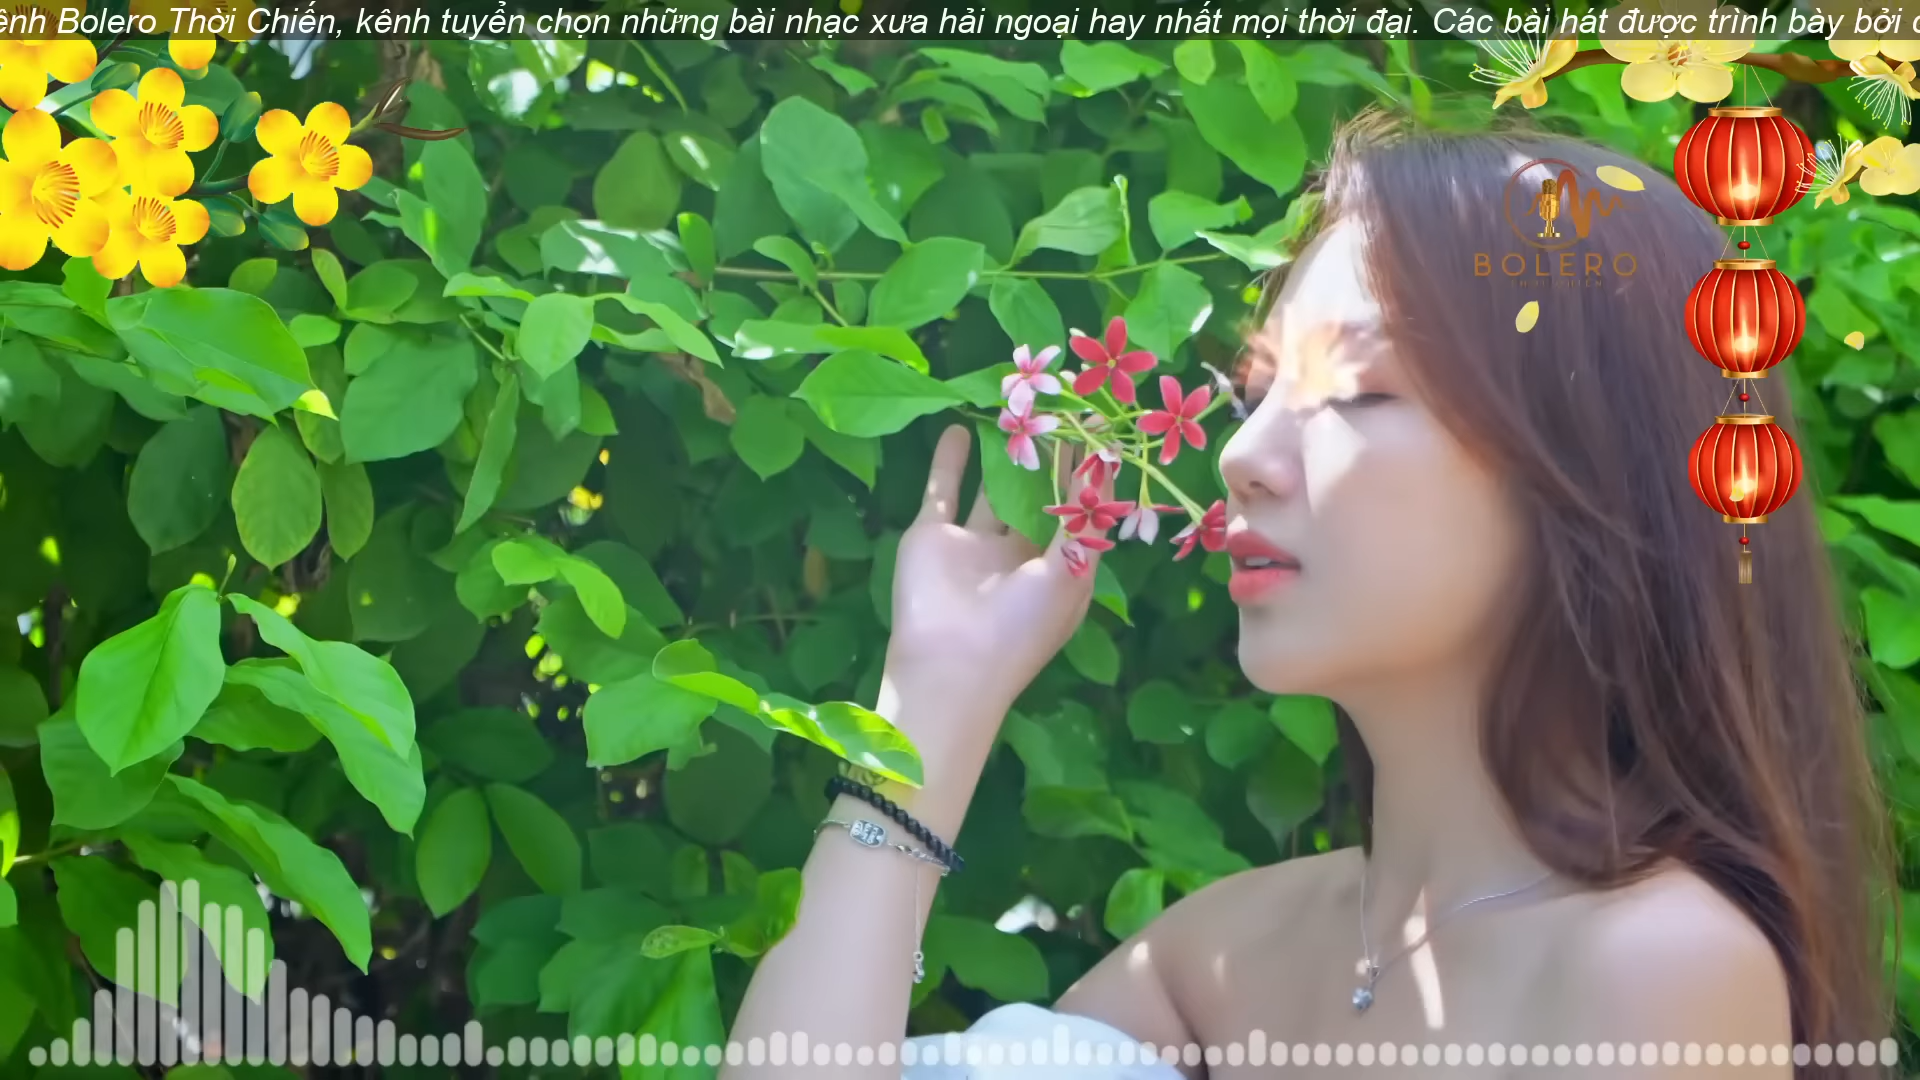 ênh Bolero Thời Chiến, kênh tuyển chọn những bài nhạc xưa hải ngoại hay nhất mọi thời đại. Các bài hát được trình bày bởi c
BOLERO